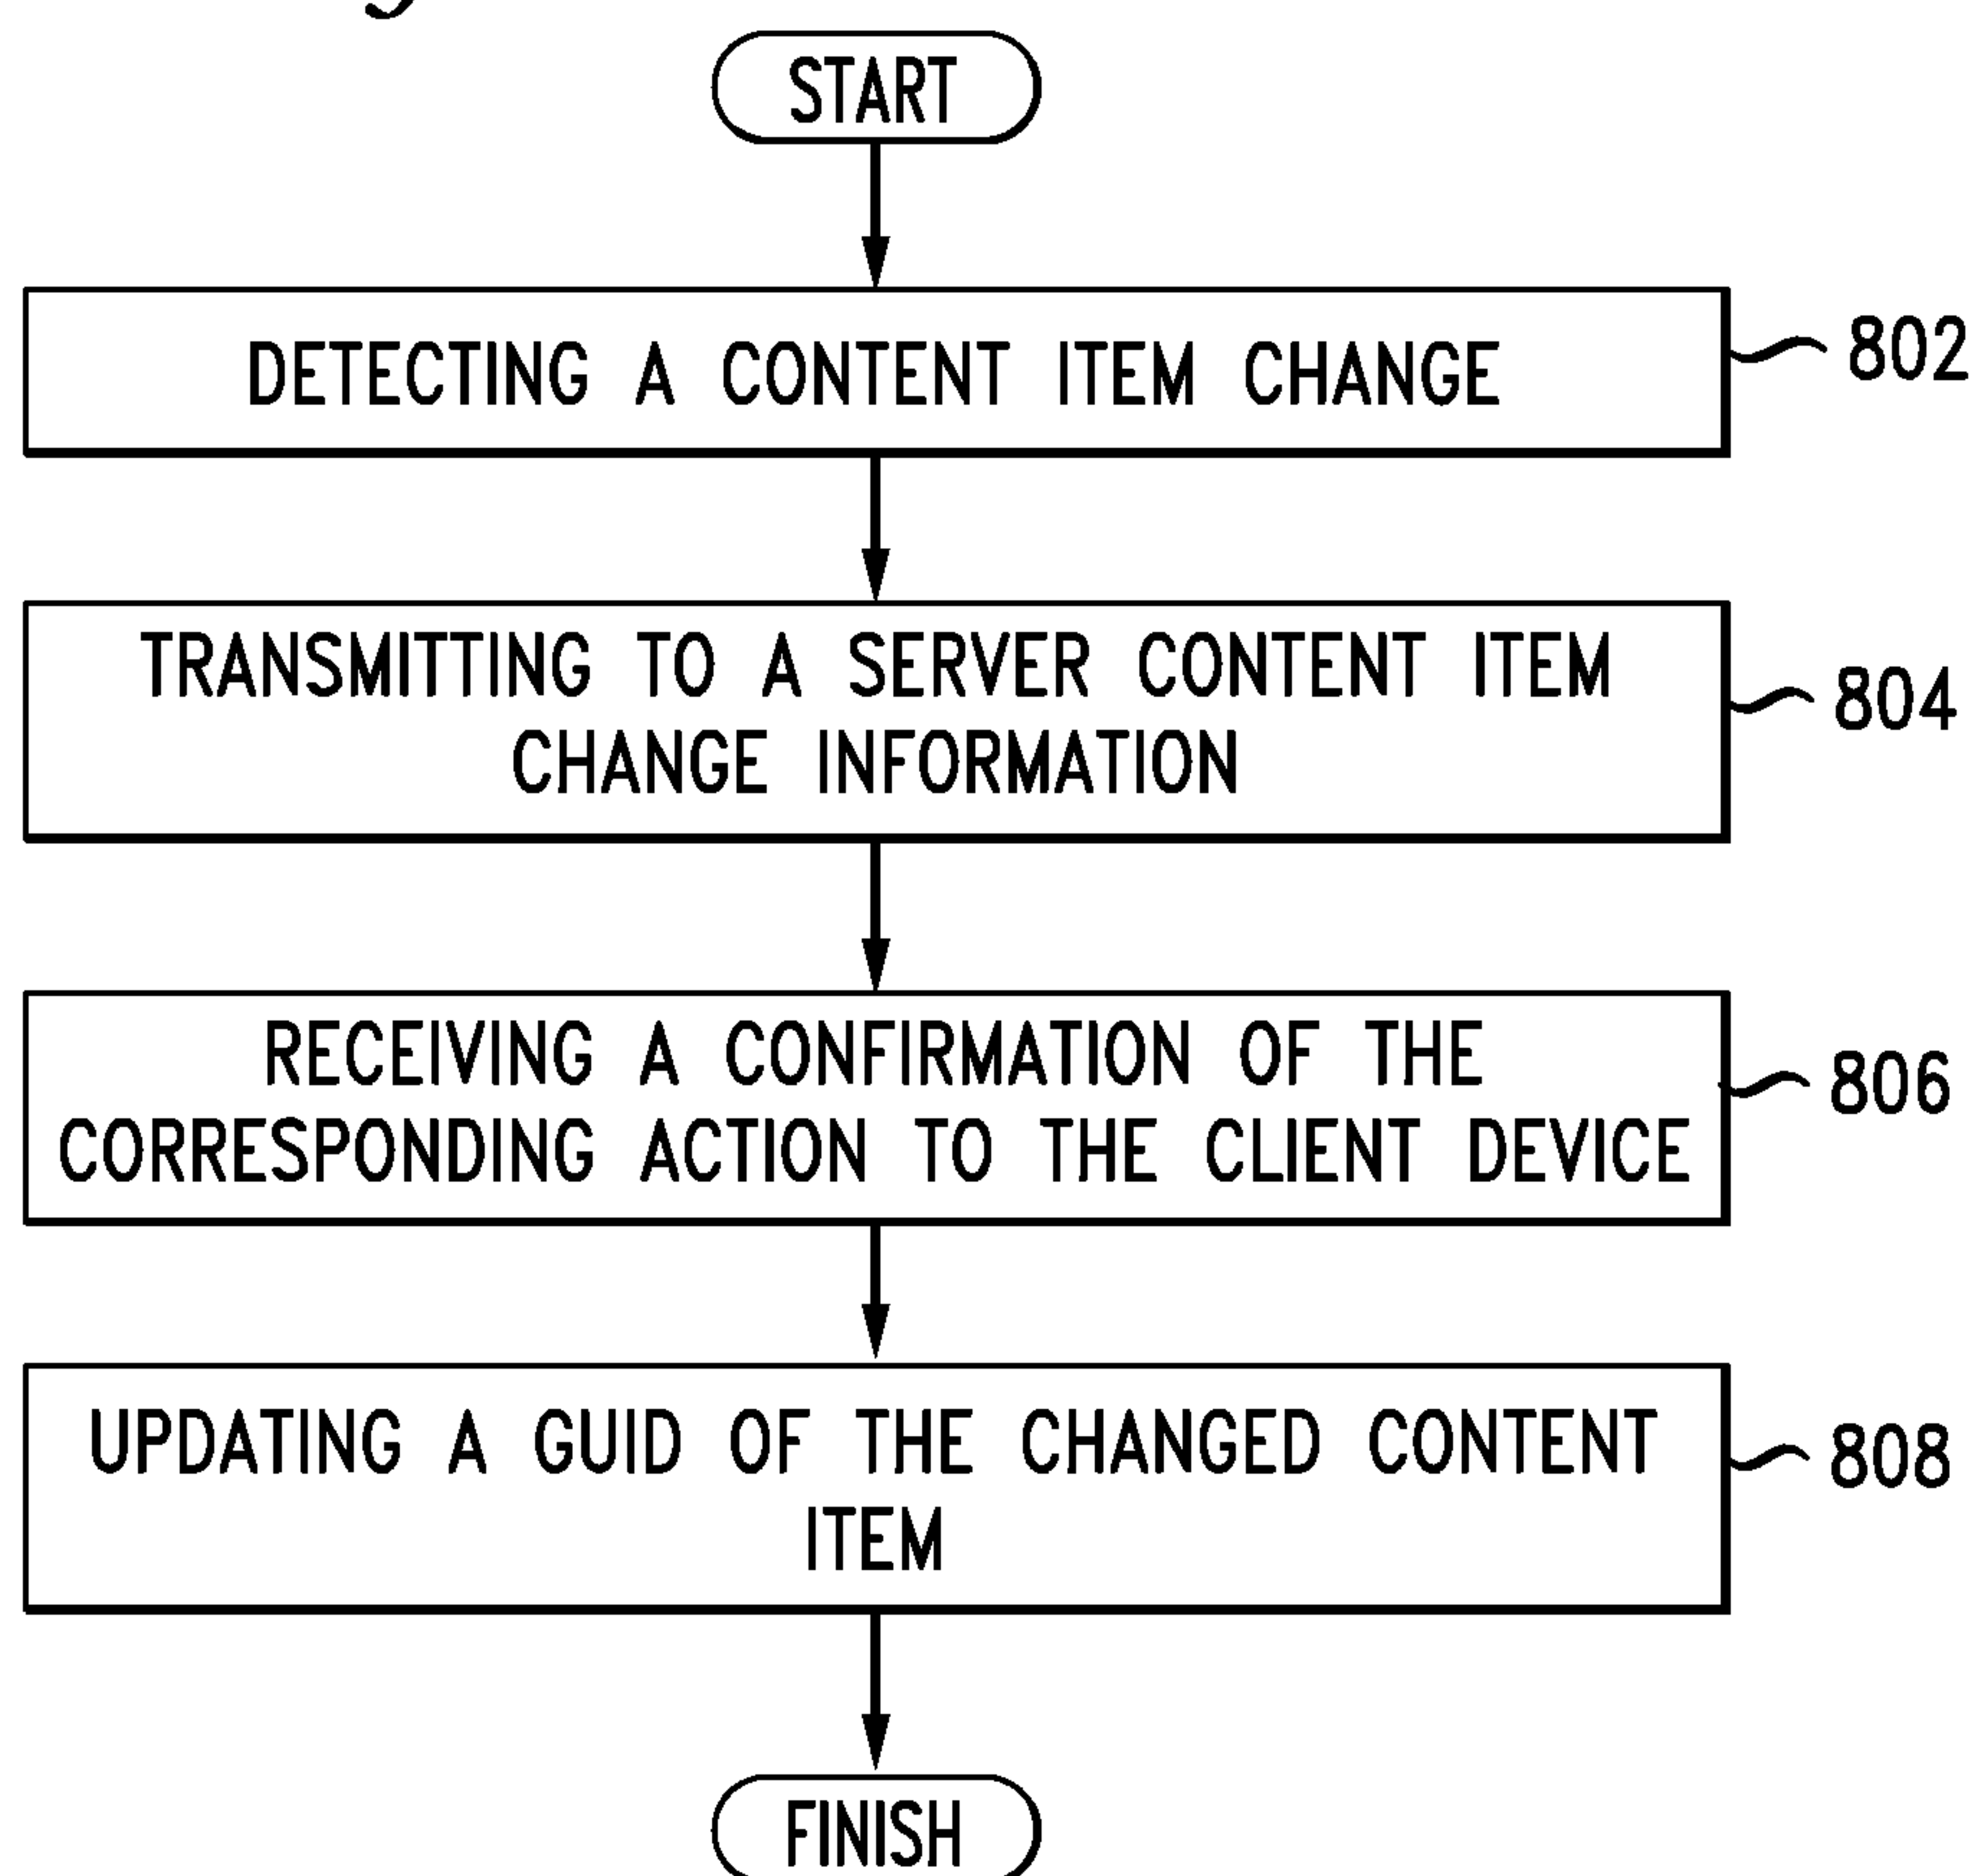 START
DETECTING A CONTENT ITEM CHANGE
802
TRANSMITTING TO A SERVER CONTENT ITEM
CHANGE INFORMATION
804
RECEIVING A CONFIRMATION OF THE
CORRESPONDING ACTION TO THE CLIENT DEVICE
806
UPDATING A GUID OF THE CHANGED CONTENT
ITEM
808
FINISH